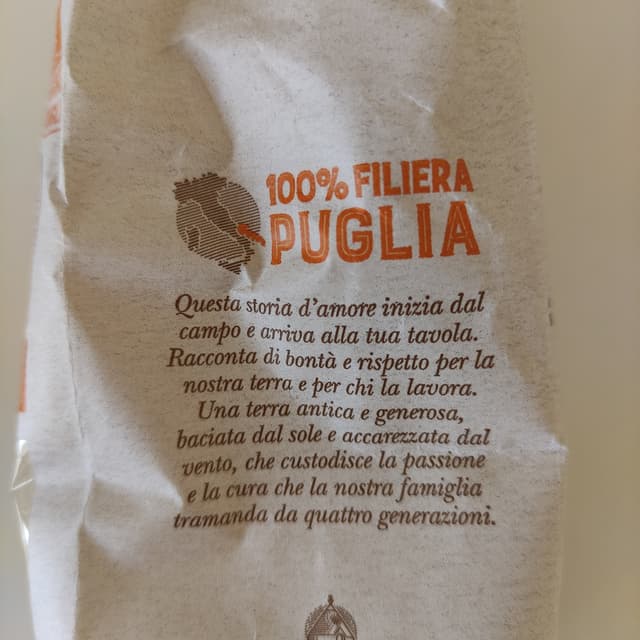 100% FILIERA
PUGLIA
Questa storia d'amore inizia dal
campo e arriva alla tua tavola.
Racconta di bontà e rispetto per la
nostra terra e per chi la lavora.
Una terra antica e generosa,
baciata dal sole e accarezzata dal
vento, che custodisce la passione
e la cura che la nostra famiglia
tramanda da quattro generazioni.